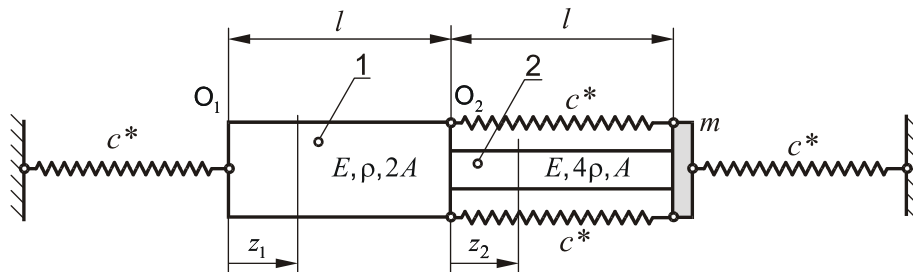 l l
1 2
O₁ O₂
c* c* m c*
E, ρ, 2A E, 4ρ, A
z₁ z₂ c*